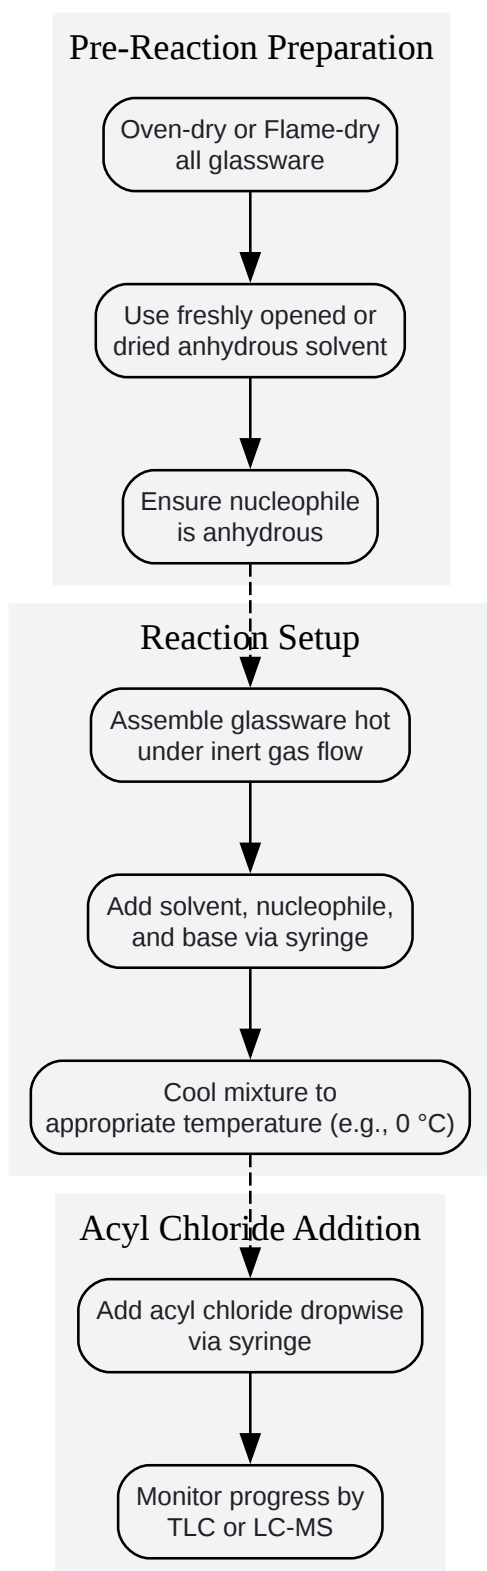 Pre-Reaction Preparation
Oven-dry or Flame-dry
all glassware
Use freshly opened or
dried anhydrous solvent
Ensure nucleophile
is anhydrous
Reaction Setup
Assemble glassware hot
under inert gas flow
Add solvent, nucleophile,
and base via syringe
Cool mixture to
appropriate temperature (e.g., 0 °C)
Acyl Chloride Addition
Add acyl chloride dropwise
via syringe
Monitor progress by
TLC or LC-MS